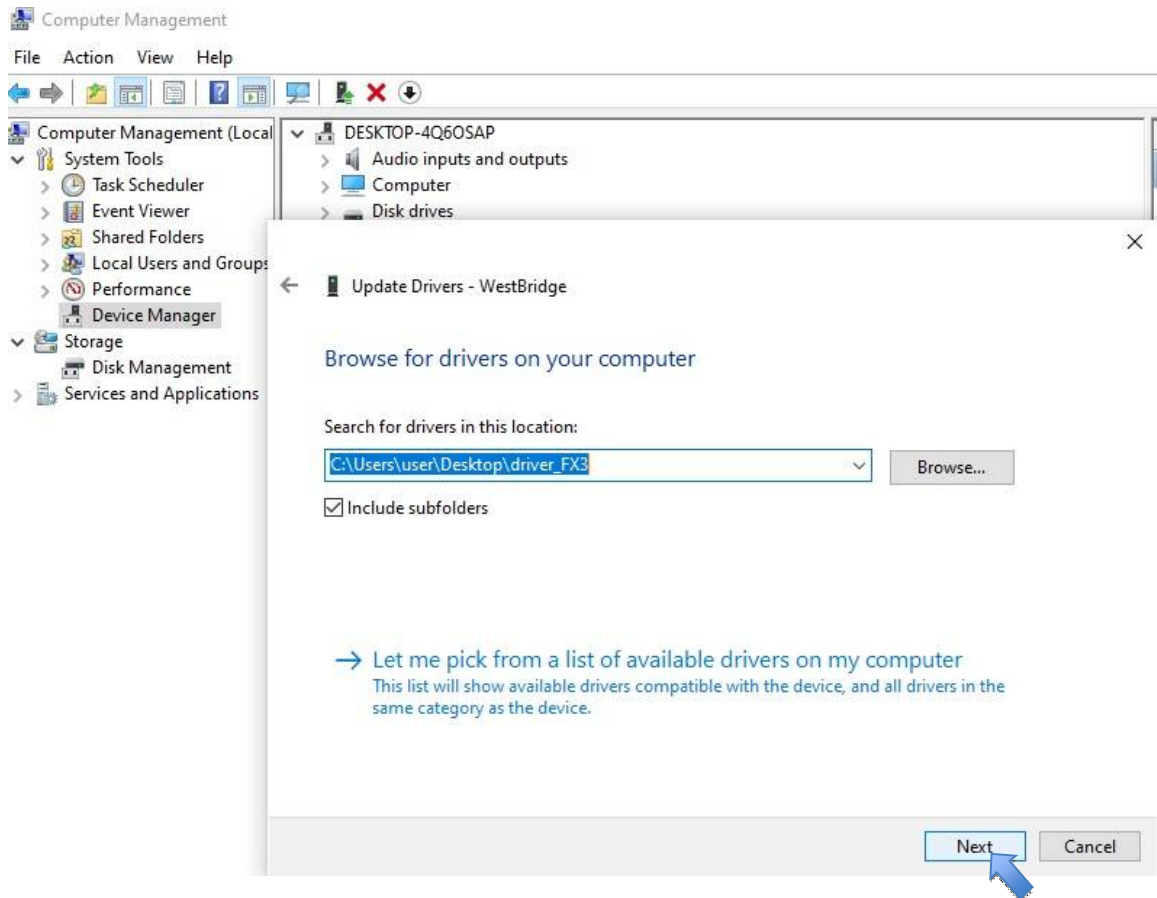 Computer Management
File Action View Help
Computer Management (Local
System Tools
Task Scheduler
Event Viewer
Shared Folders
Local Users and Groups
Performance
Device Manager
Storage
Disk Management
Services and Applications
DESKTOP-4Q6OSAP
Audio inputs and outputs
Computer
Disk drives
Update Drivers - WestBridge
Browse for drivers on your computer
Search for drivers in this location:
C:\Users\user\Desktop\driver_FX3
Browse...
Include subfolders
Let me pick from a list of available drivers on my computer
This list will show available drivers compatible with the device, and all drivers in the
same category as the device.
Next Cancel